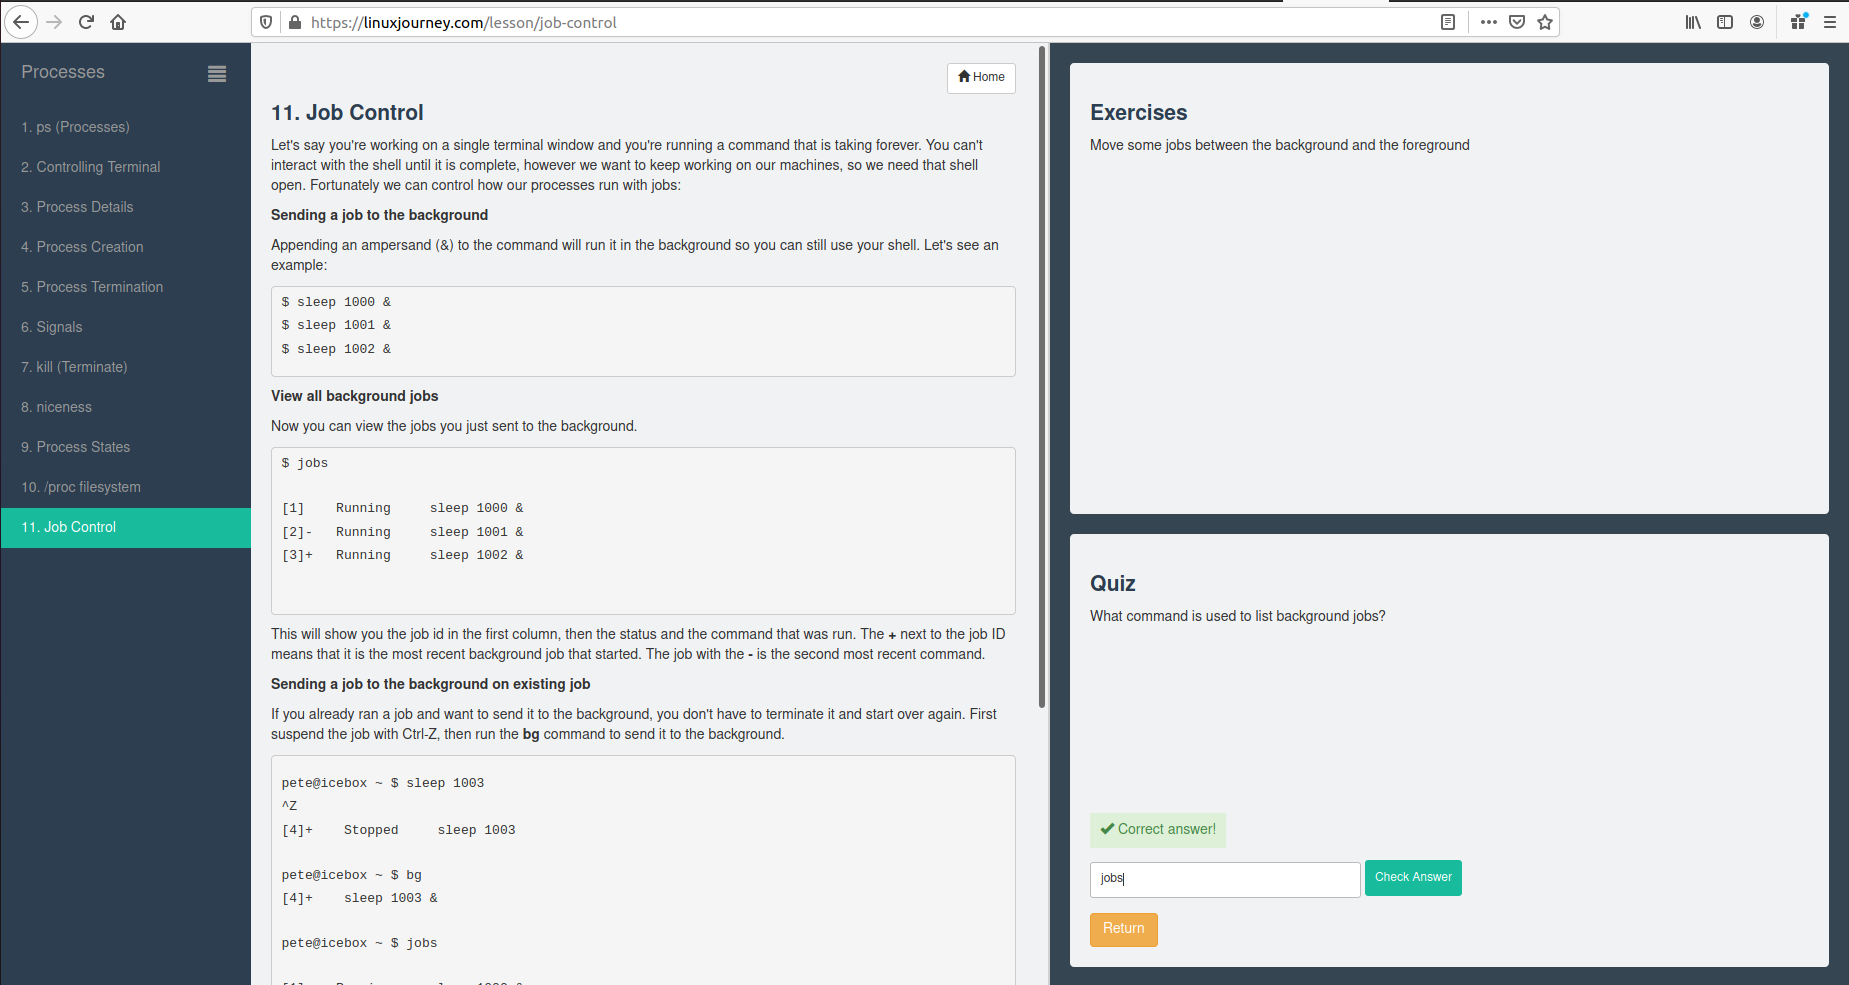 https://linuxjourney.com/lesson/job-control
Processes
1. ps (Processes)
2. Controlling Terminal
3. Process Details
4. Process Creation
5. Process Termination
6. Signals
7. kill (Terminate)
8. niceness
9. Process States
10. /proc filesystem
11. Job Control
Home
11. Job Control
Let's say you're working on a single terminal window and you're running a command that is taking forever. You can't
interact with the shell until it is complete, however we want to keep working on our machines, so we need that shell
open. Fortunately we can control how our processes run with jobs:
Sending a job to the background
Appending an ampersand (&) to the command will run it in the background so you can still use your shell. Let's see an
example:
$ sleep 1000 &
$ sleep 1001 &
$ sleep 1002 &
View all background jobs
Now you can view the jobs you just sent to the background.
$ jobs
[1]    Running     sleep 1000 &
[2]-   Running     sleep 1001 &
[3]+   Running     sleep 1002 &
This will show you the job id in the first column, then the status and the command that was run. The + next to the job ID
means that it is the most recent background job that started. The job with the - is the second most recent command.
Sending a job to the background on existing job
If you already ran a job and want to send it to the background, you don't have to terminate it and start over again. First
suspend the job with Ctrl-Z, then run the bg command to send it to the background.
pete@icebox ~ $ sleep 1003
^Z
[4]+    Stopped     sleep 1003
pete@icebox ~ $ bg
[4]+    sleep 1003 &
pete@icebox ~ $ jobs
Exercises
Move some jobs between the background and the foreground
Quiz
What command is used to list background jobs?
Correct answer!
jobs
Check Answer
Return